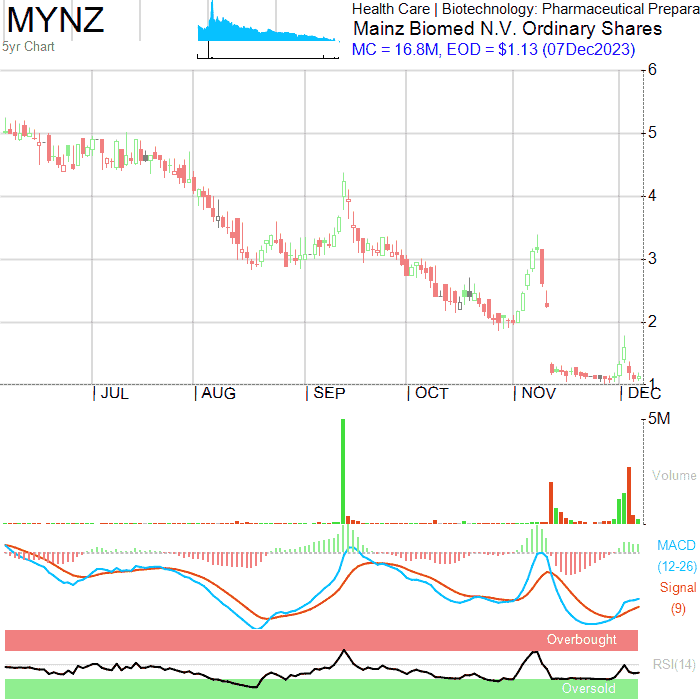 MYNZ
5yr Chart
Health Care | Biotechnology: Pharmaceutical Prepara
Mainz Biomed N.V. Ordinary Shares
MC = 16.8M, EOD = $1.13 (07Dec2023)
6
5
4
3
2
1
JUL AUG SEP OCT NOV DEC
5M
Volume
MACD
(12-26)
Signal
(9)
Overbought
RSI(14)
Oversold